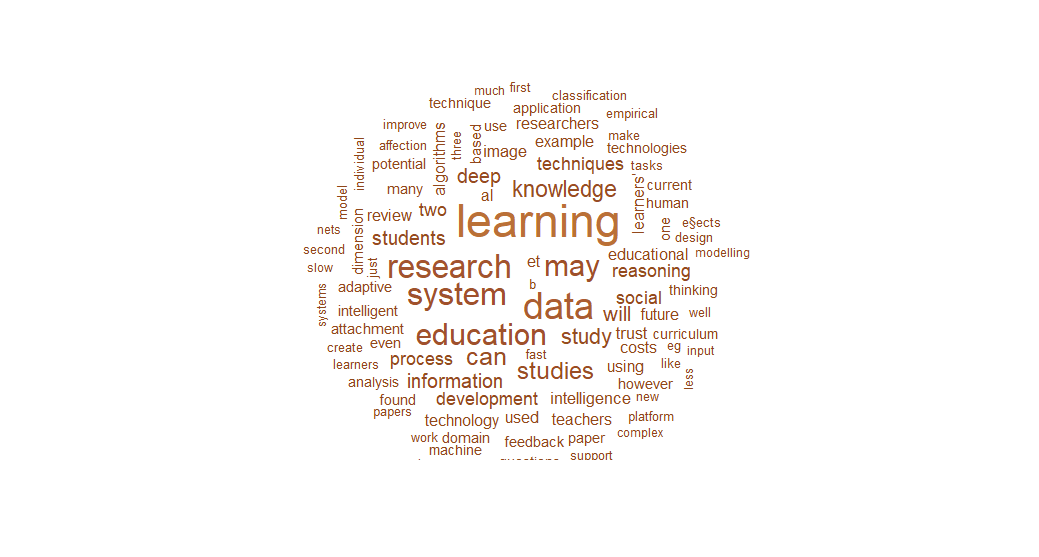 much first
technique application classification
improve algorithms three based use researchers empirical
individual affection image example make
potential deep techniques technologies
many al knowledge tasks
model review two learning learners' current
nets dimension students human
second just research et may one e§ects
slow adaptive system b educational design
systems intelligent data reasoning modelling
attachment education social thinking
create even study will future well
learners process can fast trust curriculum
analysis information studies costs eg input
found development using like less
papers technology used intelligence however new
work domain feedback teachers platform
machine paper complex
support